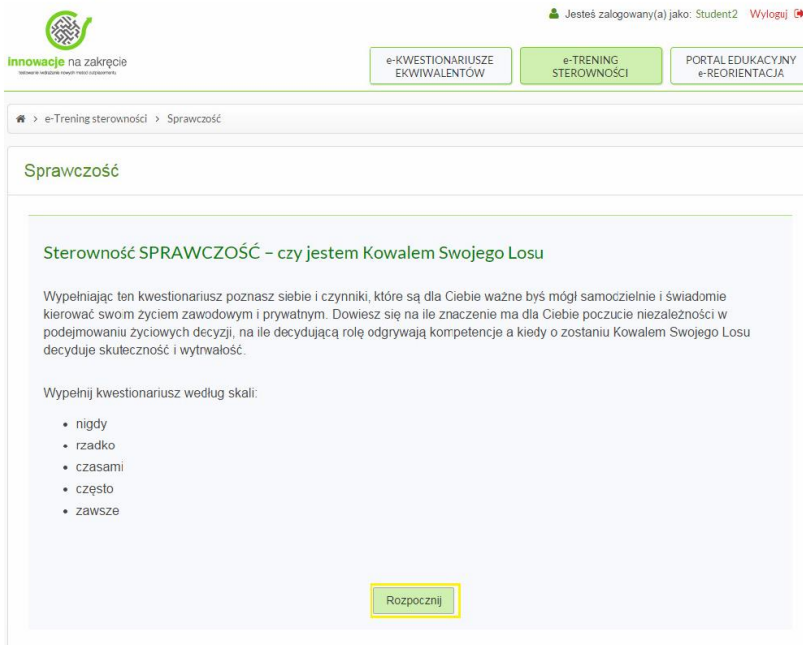 Jesteś zalogowany(a) jako: Student2 Wyloguj
innowacje na zakręcie
e-KWESTIONARIUSZE
EKWIWALENTÓW
e-TRENING
STEROWNOŚCI
PORTAL EDUKACYJNY
e-REORIENTACJA
> e-Trening sterowności > Sprawczość
Sprawczość
Sterowność SPRAWCZOŚĆ – czy jestem Kowalem Swojego Losu
Wypełniając ten kwestionariusz poznasz siebie i czynniki, które są dla Ciebie ważne byś mógł samodzielnie i świadomie
kierować swoim życiem zawodowym i prywatnym. Dowiesz się na ile znaczenie ma dla Ciebie poczucie niezależności w
podejmowaniu życiowych decyzji, na ile decydującą rolę odgrywają kompetencje a kiedy o zostaniu Kowalem Swojego Losu
decyduje skuteczność i wytrwałość.
Wypełnij kwestionariusz według skali:
• nigdy
• rzadko
• czasami
• często
• zawsze
Rozpocznij